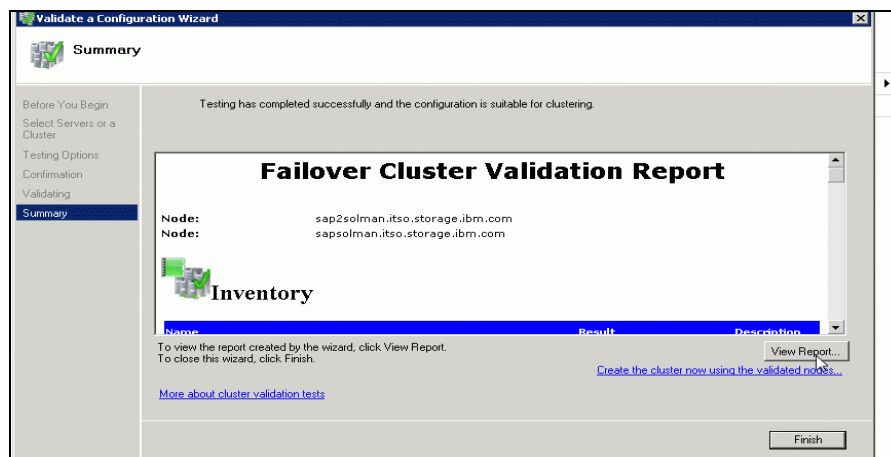 Validate a Configuration Wizard
Summary
Before You Begin
Select Servers or a
Cluster
Testing Options
Confirmation
Validating
Summary
Testing has completed successfully and the configuration is suitable for clustering.
Failover Cluster Validation Report
Node: sap2solman.itso.storage.ibm.com
Node: sapsolman.itso.storage.ibm.com
Inventory
Name Result Description
To view the report created by the wizard, click View Report.
To close this wizard, click Finish.
View Report...
Create the cluster now using the validated nodes...
More about cluster validation tests
Finish